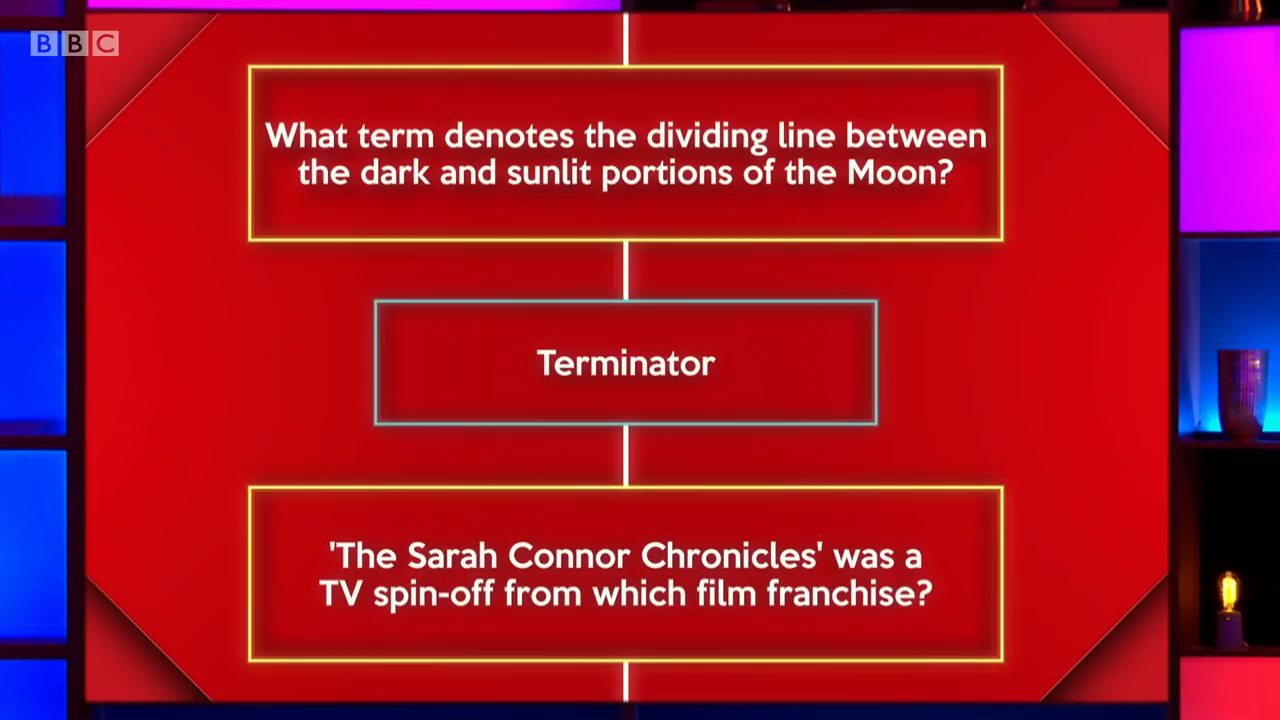 BBC
What term denotes the dividing line between
the dark and sunlit portions of the Moon?
Terminator
'The Sarah Connor Chronicles' was a
TV spin-off from which film franchise?